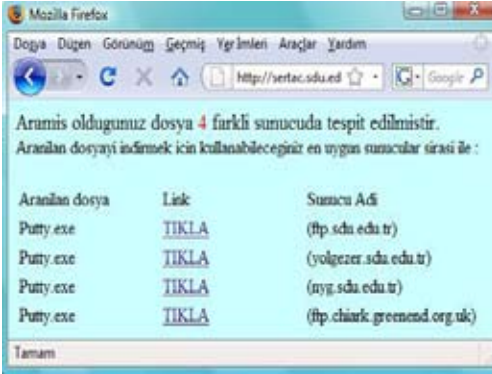 Mozilla Firefox
Dosya Düzen Görünüm Geçmiş Yer İmleri Araçlar Yardım
http://sertac.sdu.ed Google
Aramis oldugunuz dosya 4 farkli sunucuda tespit edilmistir.
Aranilan dosyayi indirmek icin kullanabileceginiz en uygun sunucular sirasi ile :
Aranilan dosya Link Sunucu Adi
Putty.exe TIKLA (ftp.sdu.edu.tr)
Putty.exe TIKLA (yolgezer.sdu.edu.tr)
Putty.exe TIKLA (nyg.sdu.edu.tr)
Putty.exe TIKLA (ftp.chiark.greenend.org.uk)
Tamam